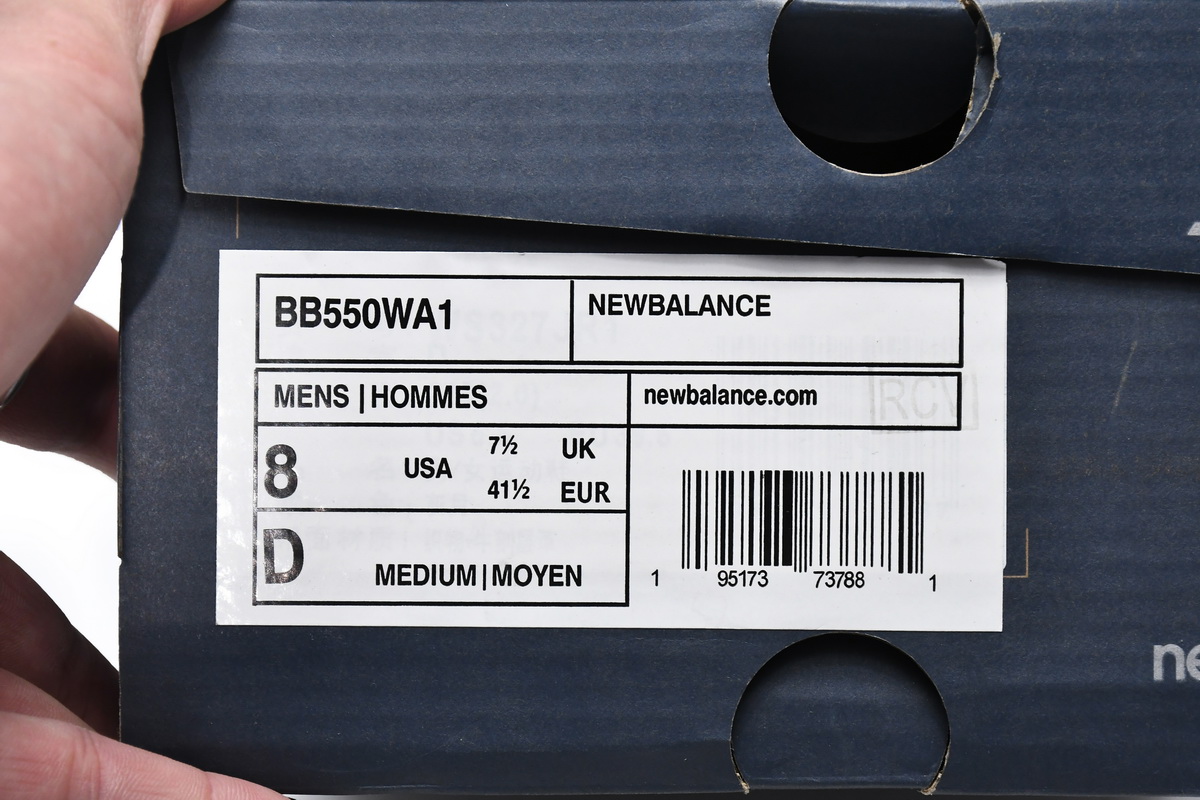 BB550WA1
NEWBALANCE
MENS | HOMMES
newbalance.com
8
USA
7½ UK
41½ EUR
D
MEDIUM | MOYEN
1 95173 73788 1
RCY
ne